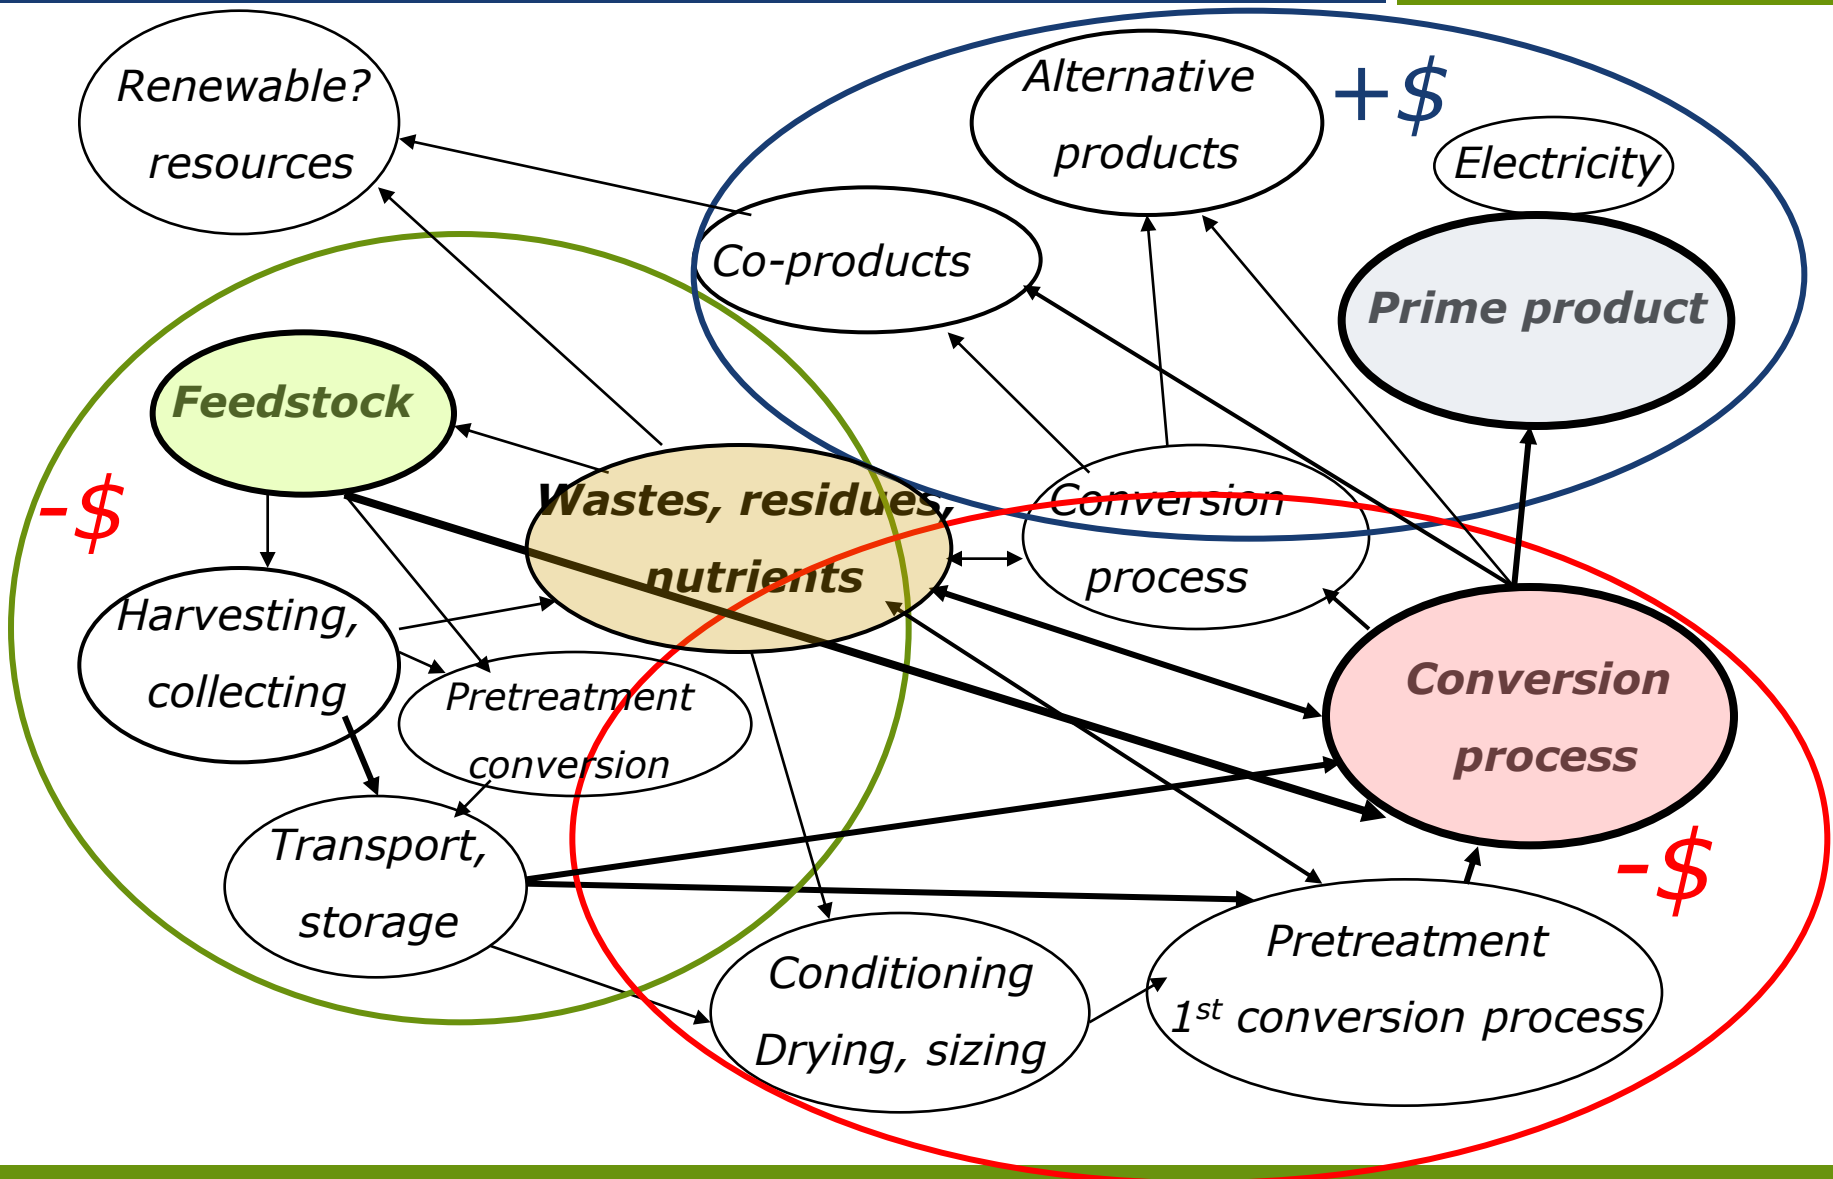 Renewable?
resources
Alternative
products
+$
Electricity
Co-products
Prime product
Feedstock
-$
Wastes, residues,
nutrients
Conversion
process
Harvesting,
collecting
Pretreatment
conversion
Conversion
process
Transport,
storage
-$
Conditioning
Drying, sizing
Pretreatment
1st conversion process